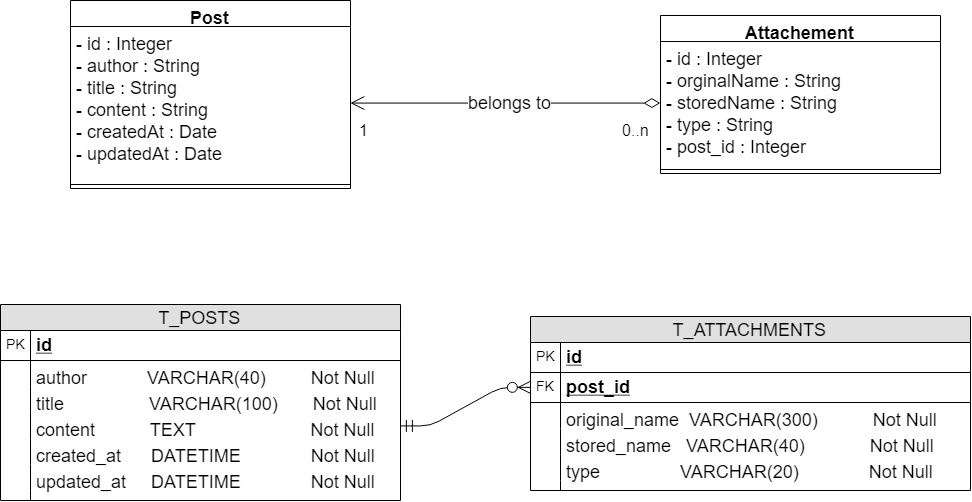 Post
- id : Integer
- author : String
- title : String
- content : String
- createdAt : Date
- updatedAt : Date
belongs to
1
0..n
Attachement
- id : Integer
- orginalName : String
- storedName : String
- type : String
- post_id : Integer
T_POSTS
PK id
author VARCHAR(40) Not Null
title VARCHAR(100) Not Null
content TEXT Not Null
created_at DATETIME Not Null
updated_at DATETIME Not Null
T_ATTACHMENTS
PK id
FK post_id
original_name VARCHAR(300) Not Null
stored_name VARCHAR(40) Not Null
type VARCHAR(20) Not Null